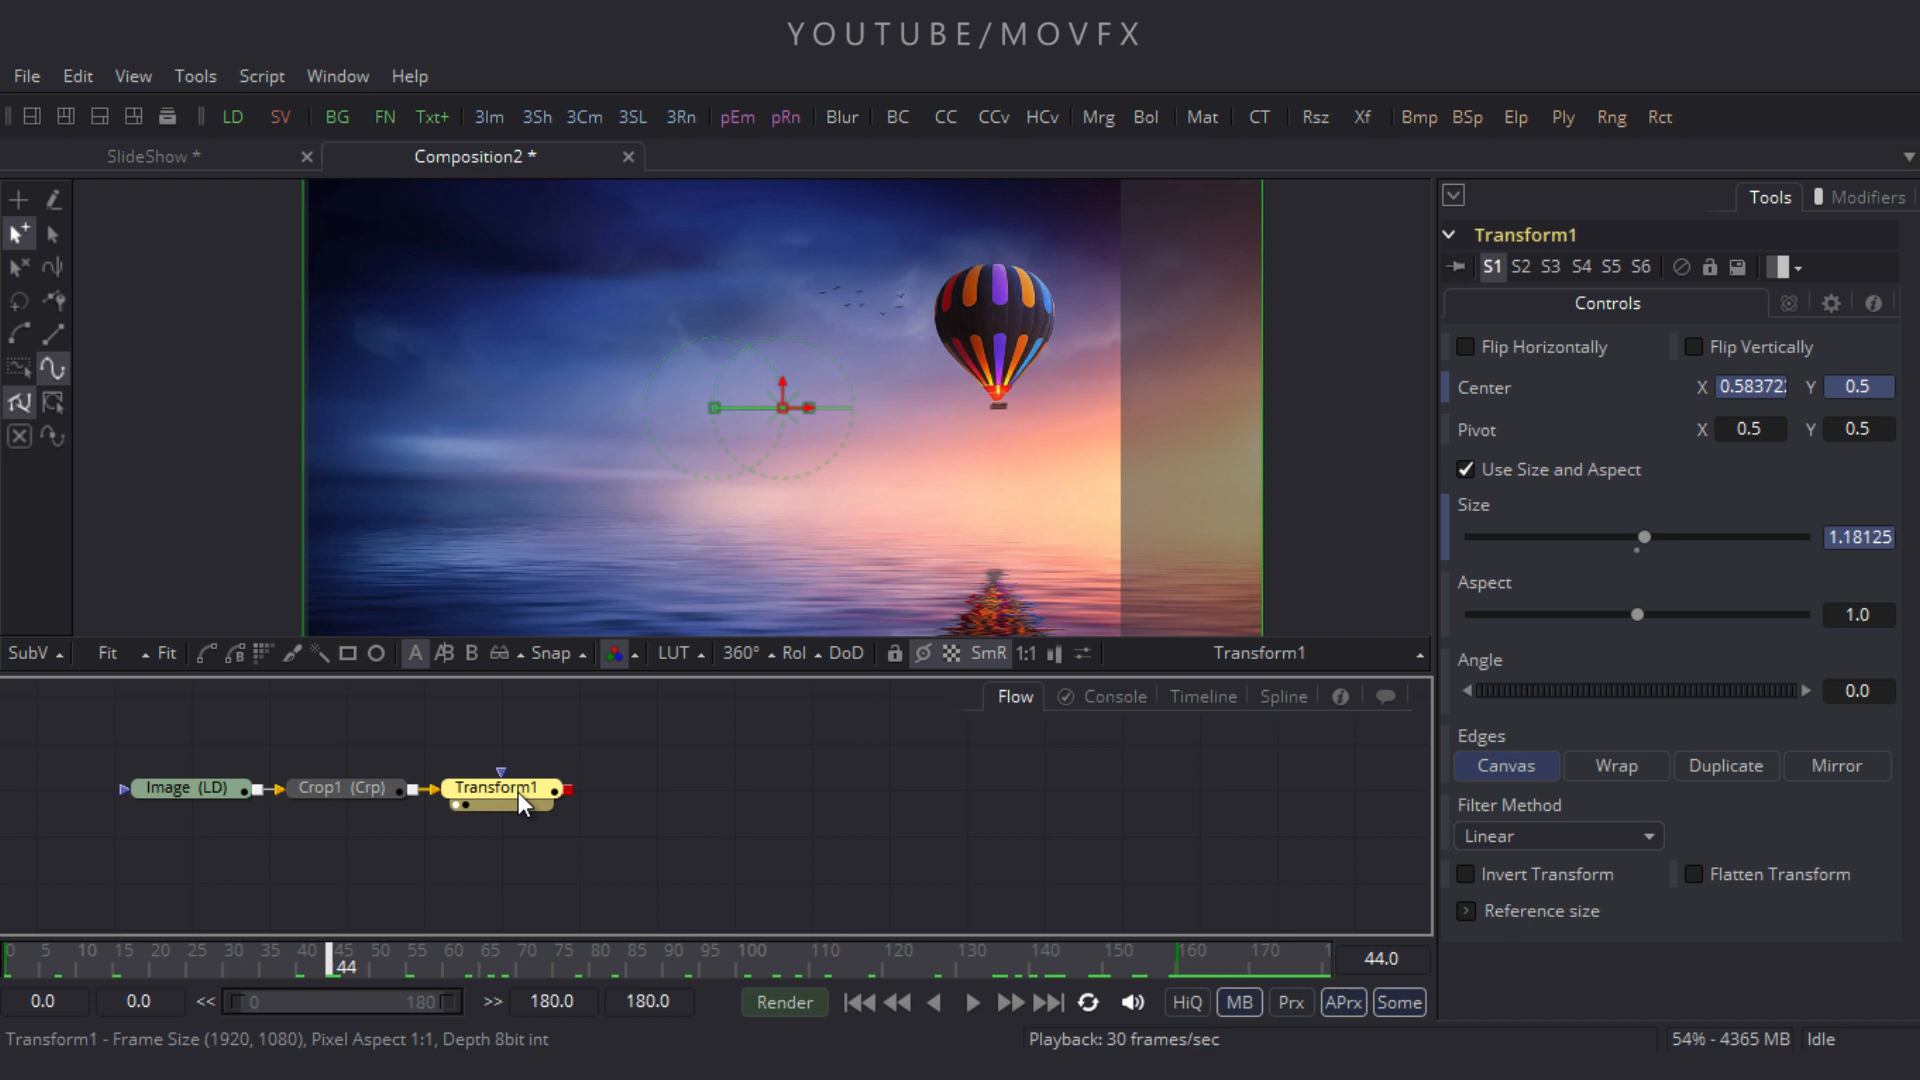 YOUTUBE/MOVFX
File Edit View Tools Script Window Help
LD SV BG FN Txt+ 3Im 3Sh 3Cm 3SL 3Rn pEm pRn Blur BC CC CCv HCv Mrg Bol Mat CT Rsz Xf Bmp BSp Elp Ply Rng Rct
SlideShow * Composition2 *
Tools Modifiers
Transform1
S1 S2 S3 S4 S5 S6
Controls
Flip Horizontally Flip Vertically
Center X 0.583722 Y 0.5
Pivot X 0.5 Y 0.5
Use Size and Aspect
Size
1.18125
Aspect
1.0
Angle
0.0
Edges
Canvas Wrap Duplicate Mirror
Filter Method
Linear
Invert Transform Flatten Transform
Reference size
SubV Fit Fit A AB B Snap LUT 360° Rol DoD SmR 1:1 Transform1
Flow Console Timeline Spline
Image (LD) Crop1 (Crp) Transform1
0 5 10 15 20 25 30 35 40 45 50 55 60 65 70 75 80 85 90 95 100 110 120 130 140 150 160 170 1
44 44.0
0.0 0.0 << 0 180 >> 180.0 180.0 Render HiQ MB Prx APrx Some
Transform1 - Frame Size (1920, 1080), Pixel Aspect 1:1, Depth 8bit int Playback: 30 frames/sec 54% - 4365 MB Idle